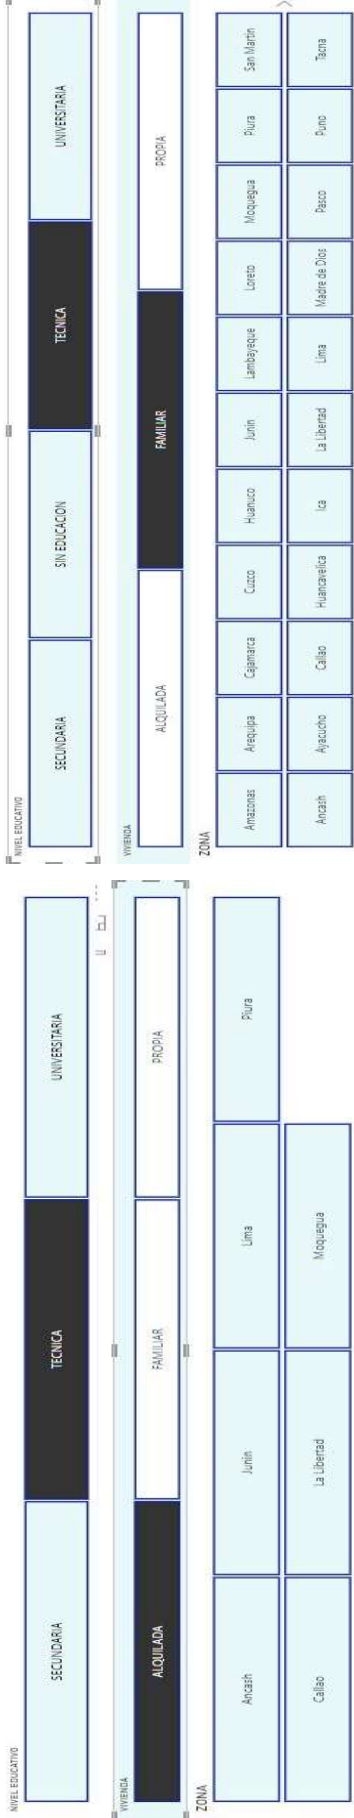 NIVEL EDUCATIVO
SECUNDARIA SIN EDUCACION TECNICA UNIVERSITARIA
VIVIENDA
ALQUILADA FAMILIAR PROPIA
ZONA
Amazonas Arequipa Cajamarca Cuzco Huanuco Junin Lambayeque Loreto Moquegua Piura San Martin
Ancash Ayacucho Callao Huancavelica Ica La Libertad Lima Madre de Dios Pasco Puno Tacna
NIVEL EDUCATIVO
SECUNDARIA TECNICA UNIVERSITARIA
VIVIENDA
ALQUILADA FAMILIAR PROPIA
ZONA
Ancash Junin Lima Piura
Callao La Libertad Moquegua